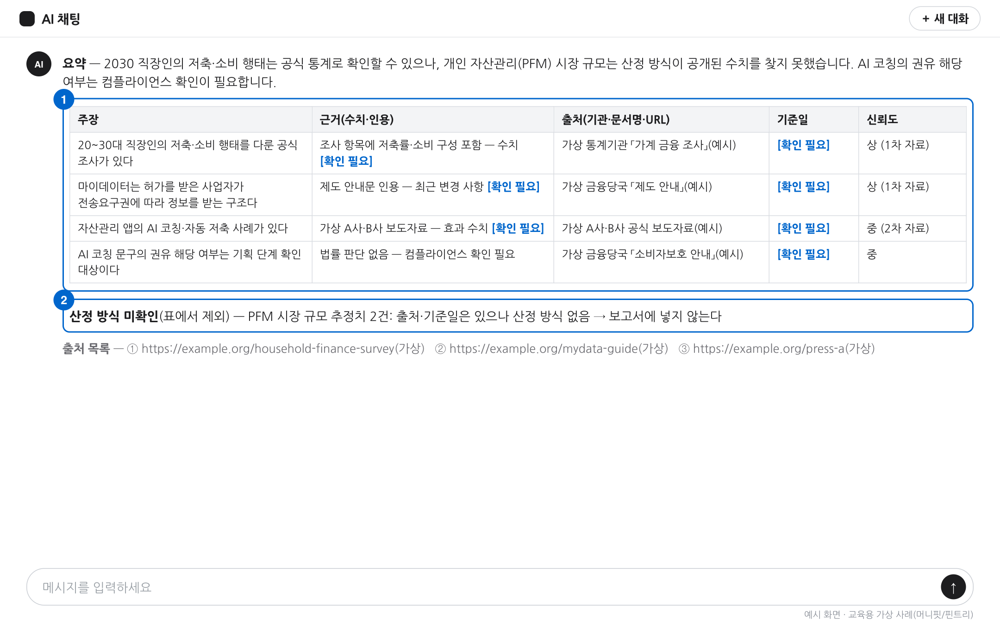 AI 채팅
+ 새 대화
AI
요약 — 2030 직장인의 저축·소비 행태는 공식 통계로 확인할 수 있으나, 개인 자산관리(PFM) 시장 규모는 산정 방식이 공개된 수치를 찾지 못했습니다. AI 코칭의 권유 해당
여부는 컴플라이언스 확인이 필요합니다.
1
주장
근거(수치·인용)
출처(기관·문서명·URL)
기준일
신뢰도
20~30대 직장인의 저축·소비 행태를 다룬 공식
조사가 있다
조사 항목에 저축률·소비 구성 포함 — 수치
[확인 필요]
가상 통계기관 「가계 금융 조사」(예시)
[확인 필요]
상 (1차 자료)
마이데이터는 허가를 받은 사업자가
전송요구권에 따라 정보를 받는 구조다
제도 안내문 인용 — 최근 변경 사항 [확인 필요]
가상 금융당국 「제도 안내」(예시)
[확인 필요]
상 (1차 자료)
자산관리 앱의 AI 코칭·자동 저축 사례가 있다
가상 A사·B사 보도자료 — 효과 수치 [확인 필요]
가상 A사·B사 공식 보도자료(예시)
[확인 필요]
중 (2차 자료)
AI 코칭 문구의 권유 해당 여부는 기획 단계 확인
대상이다
법률 판단 없음 — 컴플라이언스 확인 필요
가상 금융당국 「소비자보호 안내」(예시)
[확인 필요]
중
2
산정 방식 미확인(표에서 제외) — PFM 시장 규모 추정치 2건: 출처·기준일은 있으나 산정 방식 없음 → 보고서에 넣지 않는다
출처 목록 — ① https://example.org/household-finance-survey(가상) ② https://example.org/mydata-guide(가상) ③ https://example.org/press-a(가상)
메시지를 입력하세요
↑
예시 화면 · 교육용 가상 사례(머니핏/핀트리)